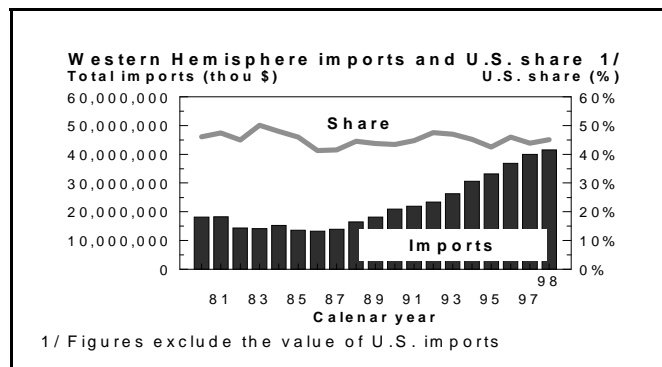 Western Hemisphere imports and U.S. share 1/
Total imports (thou $) U.S. share (%)
60,000,000 60%
50,000,000 50%
40,000,000 40%
30,000,000 30%
20,000,000 20%
10,000,000 10%
0 0%
Share
Imports
98
81 83 85 87 89 91 93 95 97
Calenar year
1/ Figures exclude the value of U.S. imports